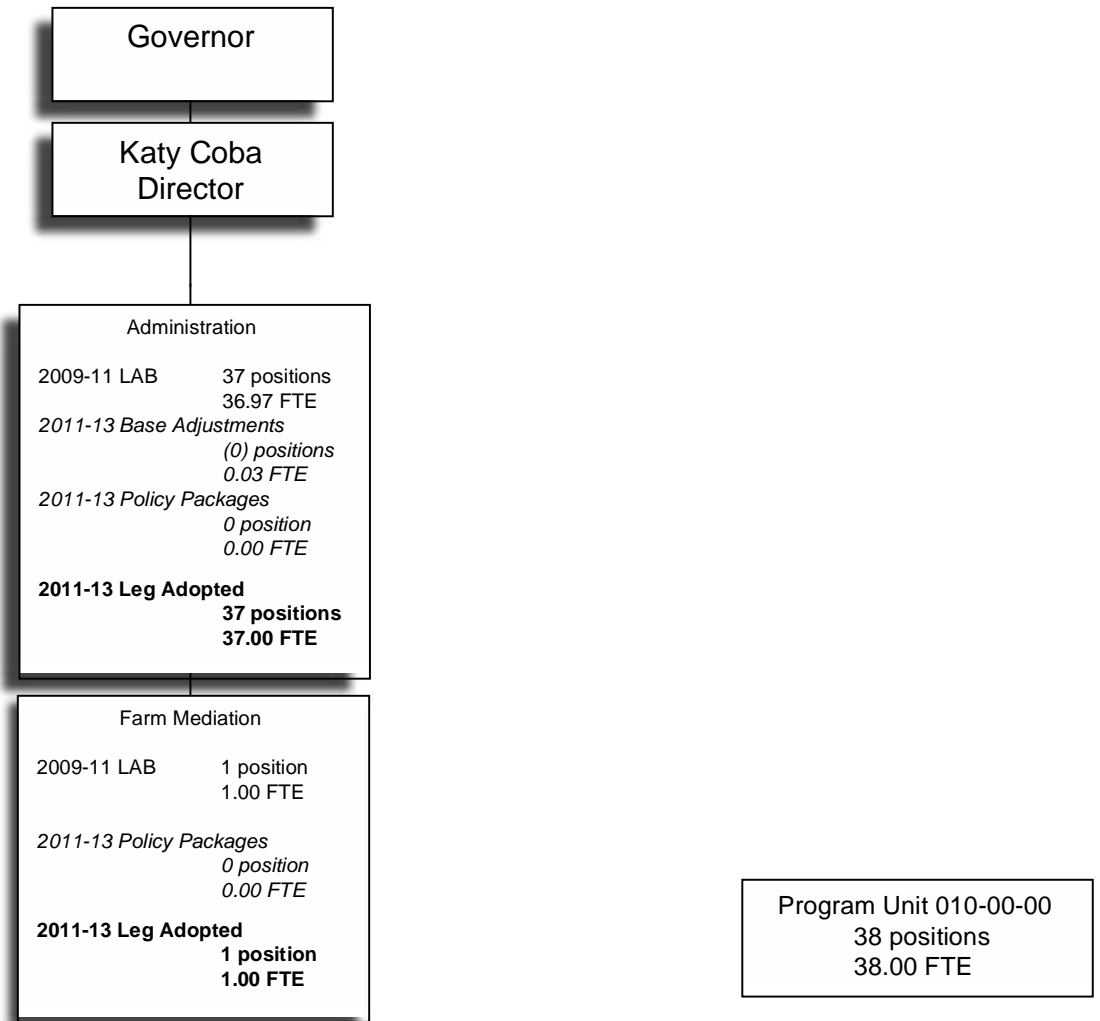 Governor
Katy Coba
Director
Administration
2009-11 LAB 37 positions
36.97 FTE
2011-13 Base Adjustments
(0) positions
0.03 FTE
2011-13 Policy Packages
0 position
0.00 FTE
2011-13 Leg Adopted
37 positions
37.00 FTE
Farm Mediation
2009-11 LAB 1 position
1.00 FTE
2011-13 Policy Packages
0 position
0.00 FTE
2011-13 Leg Adopted
1 position
1.00 FTE
Program Unit 010-00-00
38 positions
38.00 FTE